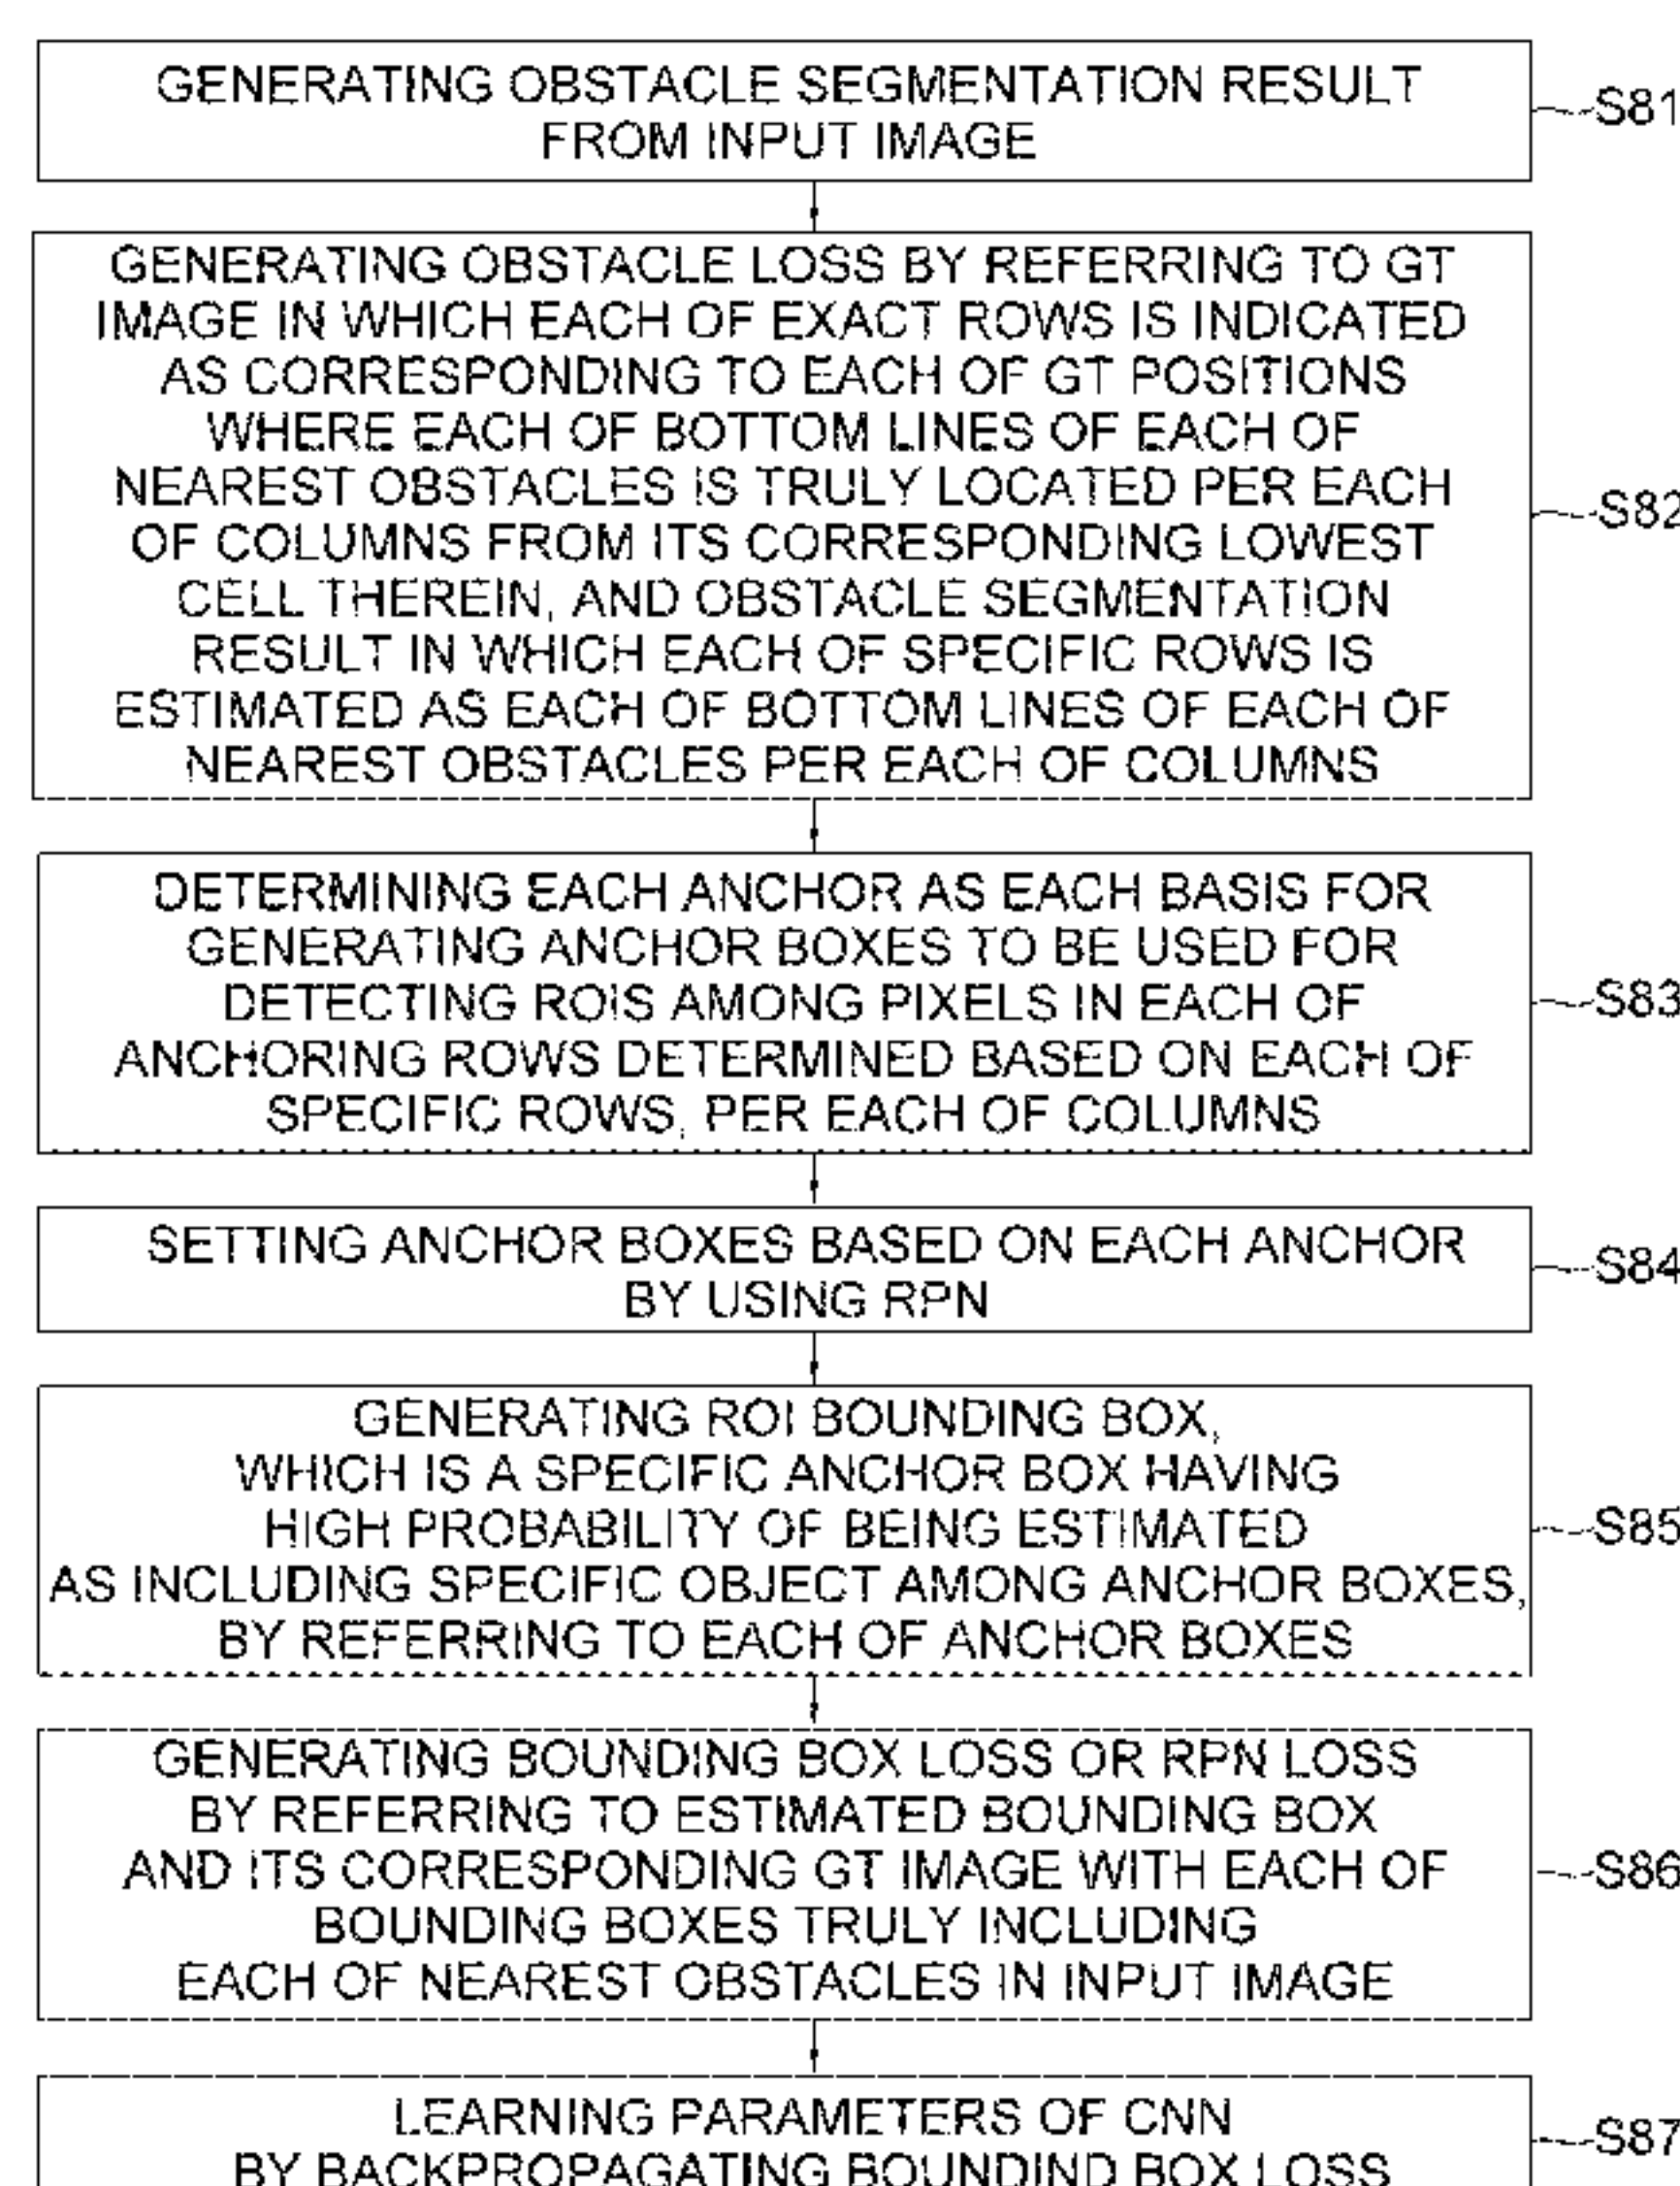 GENERATING OBSTACLE SEGMENTATION RESULT
FROM INPUT IMAGE
S81
GENERATING OBSTACLE LOSS BY REFERRING TO GT
IMAGE IN WHICH EACH OF EXACT ROWS IS INDICATED
AS CORRESPONDING TO EACH OF GT POSITIONS
WHERE EACH OF BOTTOM LINES OF EACH OF
NEAREST OBSTACLES IS TRULY LOCATED PER EACH
OF COLUMNS FROM ITS CORRESPONDING LOWEST
CELL THEREIN, AND OBSTACLE SEGMENTATION
RESULT IN WHICH EACH OF SPECIFIC ROWS IS
ESTIMATED AS EACH OF BOTTOM LINES OF EACH OF
NEAREST OBSTACLES PER EACH OF COLUMNS
S82
DETERMINING EACH ANCHOR AS EACH BASIS FOR
GENERATING ANCHOR BOXES TO BE USED FOR
DETECTING ROIS AMONG PIXELS IN EACH OF
ANCHORING ROWS DETERMINED BASED ON EACH OF
SPECIFIC ROWS, PER EACH OF COLUMNS
S83
SETTING ANCHOR BOXES BASED ON EACH ANCHOR
BY USING RPN
S84
GENERATING ROI BOUNDING BOX,
WHICH IS A SPECIFIC ANCHOR BOX HAVING
HIGH PROBABILITY OF BEING ESTIMATED
AS INCLUDING SPECIFIC OBJECT AMONG ANCHOR BOXES,
BY REFERRING TO EACH OF ANCHOR BOXES
S85
GENERATING BOUNDING BOX LOSS OR RPN LOSS
BY REFERRING TO ESTIMATED BOUNDING BOX
AND ITS CORRESPONDING GT IMAGE WITH EACH OF
BOUNDING BOXES TRULY INCLUDING
EACH OF NEAREST OBSTACLES IN INPUT IMAGE
S86
LEARNING PARAMETERS OF CNN
BY BACKPROPAGATING BOUNDIND BOX LOSS
S87